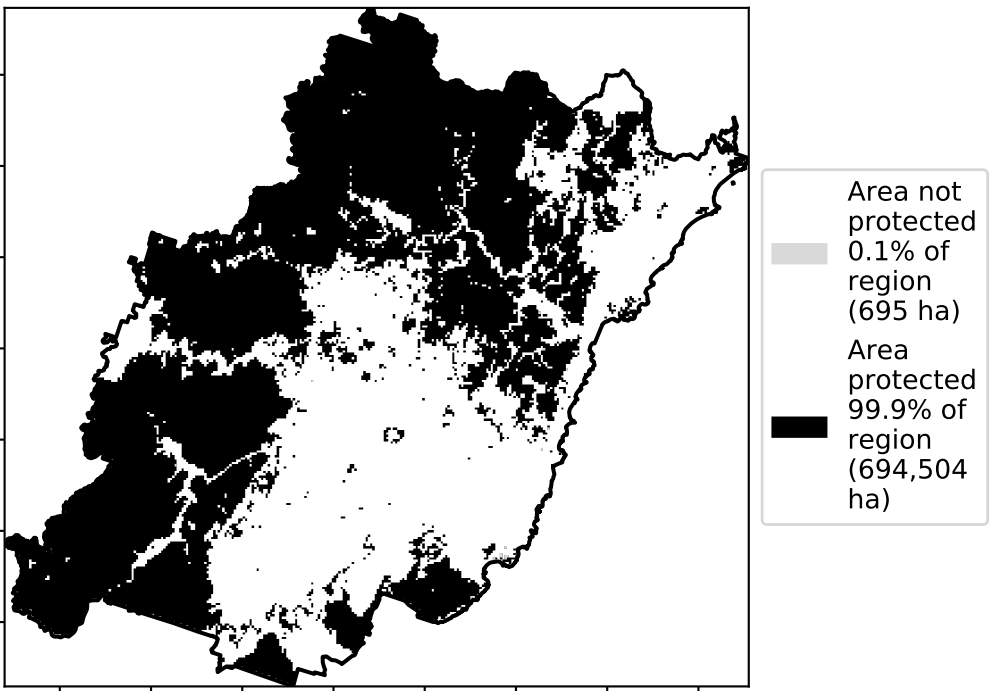 Area not
protected
0.1% of
region
(695 ha)
Area
protected
99.9% of
region
(694,504
ha)